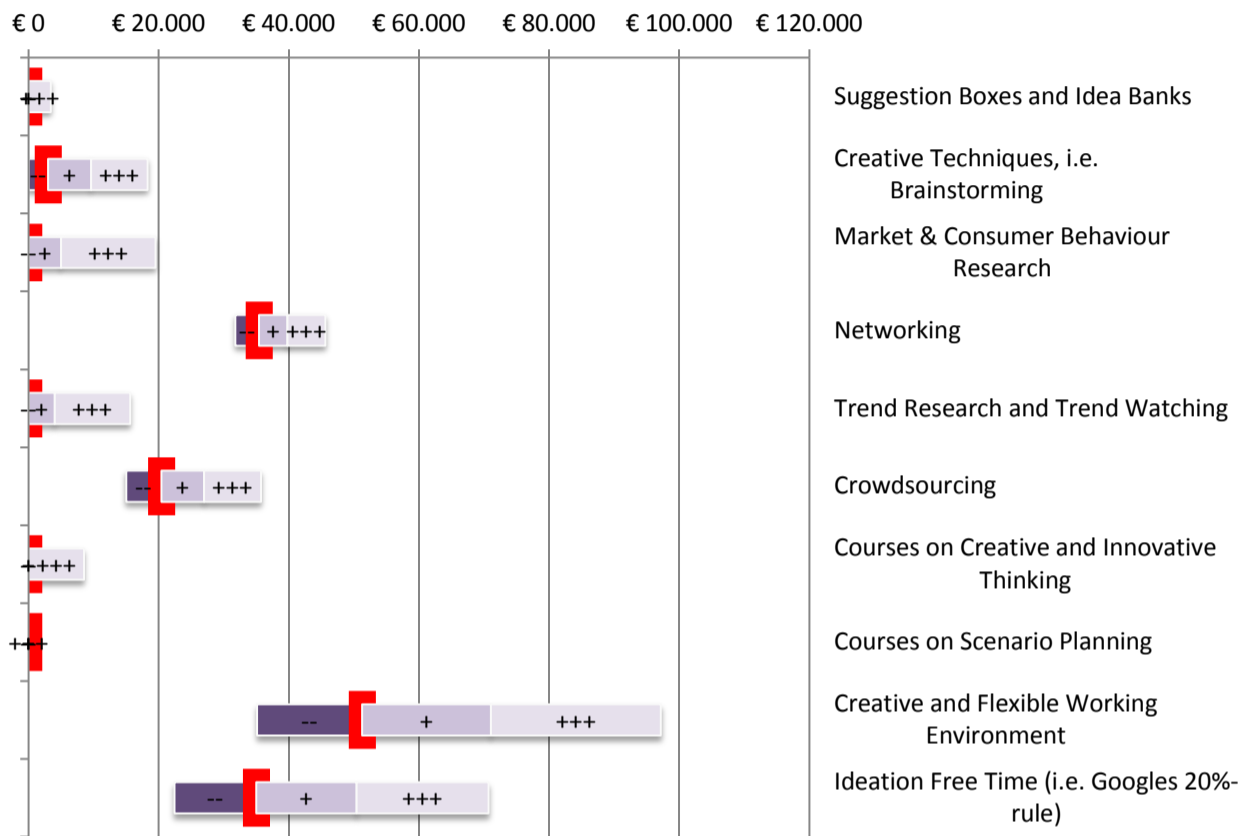 € 0 € 20.000 € 40.000 € 60.000 € 80.000 € 100.000 € 120.000
+++ Suggestion Boxes and Idea Banks
Creative Techniques, i.e.
-- + +++
Brainstorming
Market & Consumer Behaviour
-- + +++
Research
-- + +++ Networking
-- + +++ Trend Research and Trend Watching
-- + +++ Crowdsourcing
Courses on Creative and Innovative
+ +++
Thinking
+++ Courses on Scenario Planning
Creative and Flexible Working
-- + +++
Environment
Ideation Free Time (i.e. Googles 20%-
-- + +++
rule)